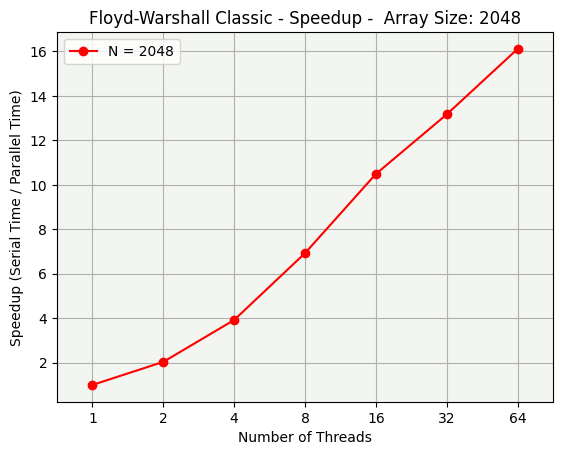 Floyd-Warshall Classic - Speedup -  Array Size: 2048
N = 2048
Speedup (Serial Time / Parallel Time)
16
14
12
10
8
6
4
2
1 2 4 8 16 32 64
Number of Threads